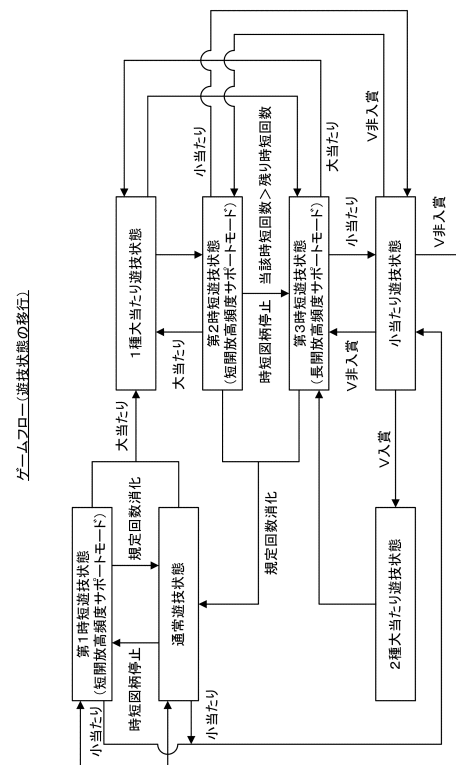 ゲームフロー(遊技状態の移行)
第1時短遊技状態
(短開放高頻度サポートモード)
小当たり
時短図柄停止
規定回数消化
通常遊技状態
小当たり
大当たり
1種大当たり遊技状態
大当たり
第2時短遊技状態
(短開放高頻度サポートモード)
小当たり
時短図柄停止
当該時短回数>残り時短回数
規定回数消化
第3時短遊技状態
(長開放高頻度サポートモード)
大当たり
V非入賞
小当たり
V非入賞
小当たり遊技状態
V入賞
V非入賞
2種大当たり遊技状態